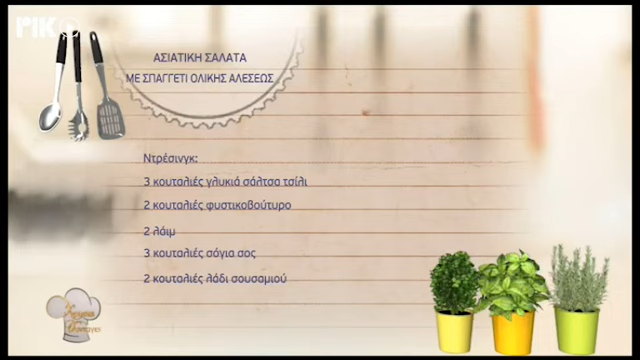 ΡΙΚ
ΑΣΙΑΤΙΚΗ ΣΑΛΑΤΑ
ΜΕ ΣΠΑΓΓΕΤΙ ΟΛΙΚΗΣ ΑΛΕΣΕΩΣ
Ντρέσινγκ:
3 κουταλιές γλυκιά σάλτσα τσίλι
2 κουταλιές φυστικοβούτυρο
2 λάιμ
3 κουταλιές σόγια σος
2 κουταλιές λάδι σουσαμιού